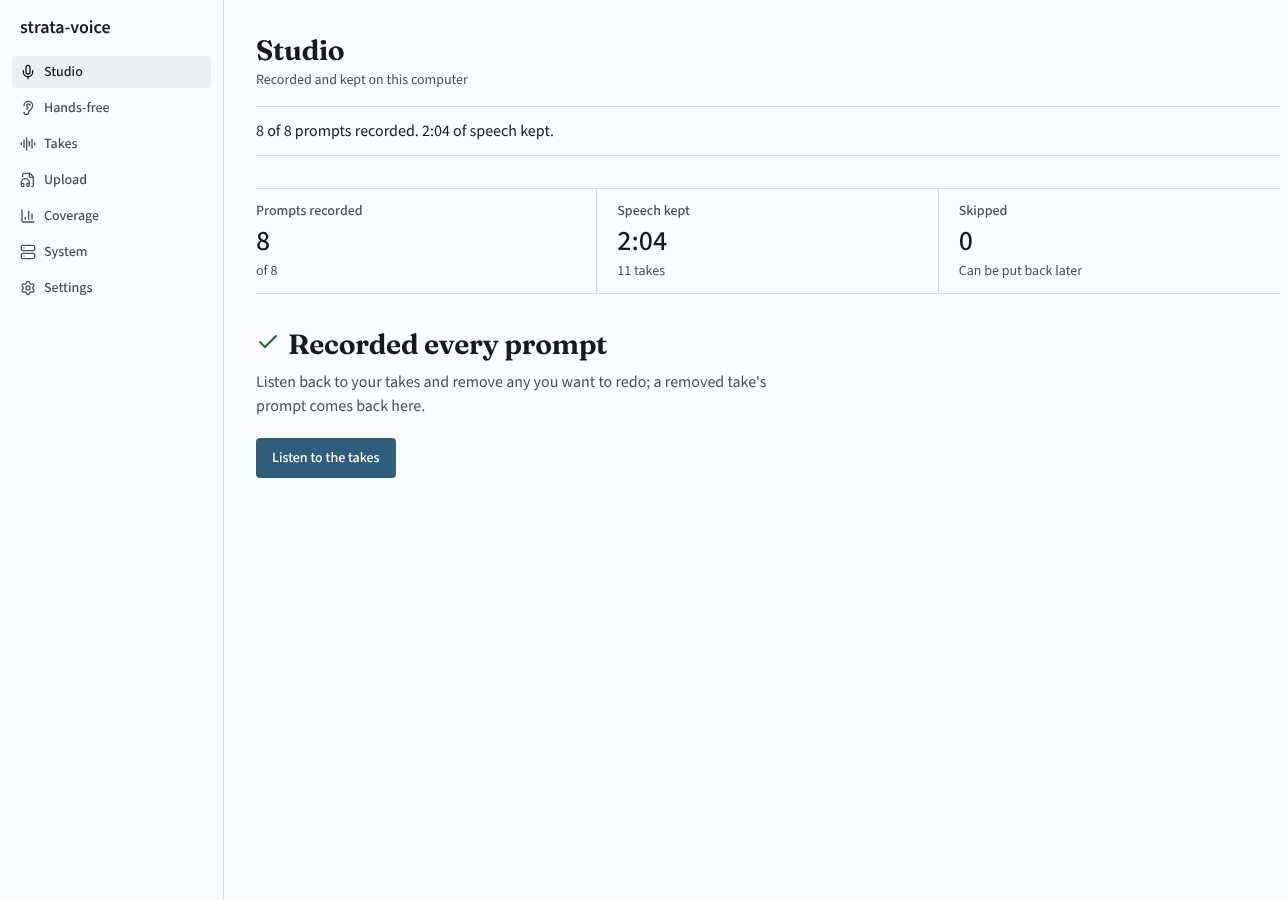 strata-voice
Studio
Hands-free
Takes
Upload
Coverage
System
Settings
Studio
Recorded and kept on this computer
8 of 8 prompts recorded. 2:04 of speech kept.
Prompts recorded
8
of 8
Speech kept
2:04
11 takes
Skipped
0
Can be put back later
Recorded every prompt
Listen back to your takes and remove any you want to redo; a removed take's
prompt comes back here.
Listen to the takes